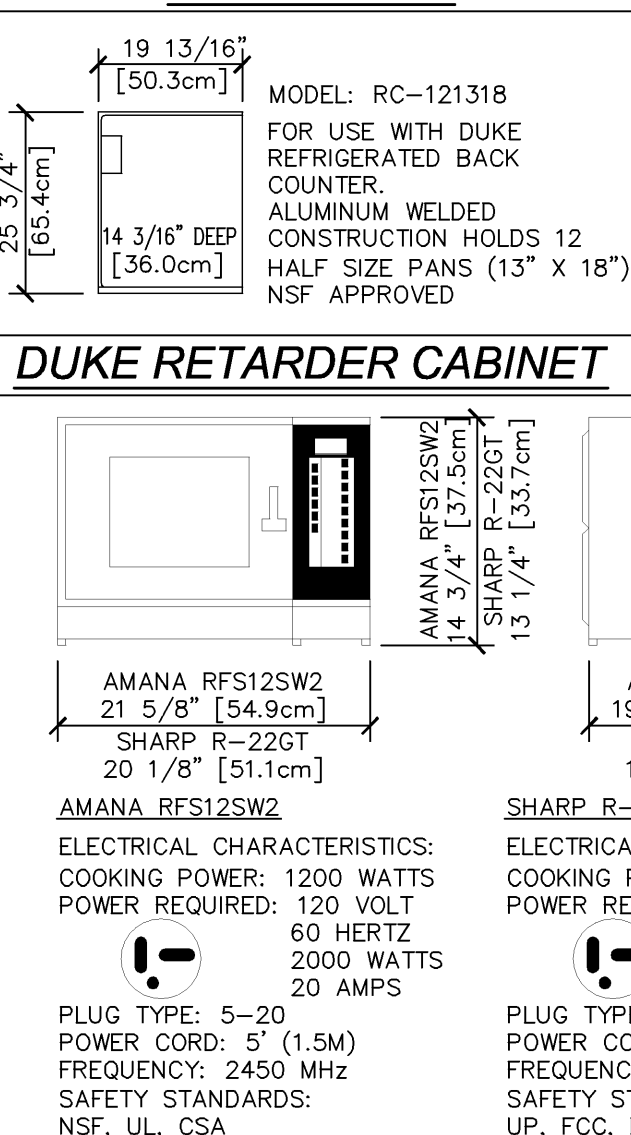 19 13/16"
[50.3cm]
25 3/4"
[65.4cm]
14 3/16" DEEP
[36.0cm]
MODEL: RC-121318
FOR USE WITH DUKE
REFRIGERATED BACK
COUNTER.
ALUMINUM WELDED
CONSTRUCTION HOLDS 12
HALF SIZE PANS (13" X 18")
NSF APPROVED
DUKE RETARDER CABINET
AMANA RFS12SW2
14 3/4" [37.5cm]
SHARP R-22GT
13 1/4" [33.7cm]
AMANA RFS12SW2
21 5/8" [54.9cm]
SHARP R-22GT
20 1/8" [51.1cm]
19
1
AMANA RFS12SW2
ELECTRICAL CHARACTERISTICS:
COOKING POWER: 1200 WATTS
POWER REQUIRED: 120 VOLT
60 HERTZ
2000 WATTS
20 AMPS
PLUG TYPE: 5-20
POWER CORD: 5' (1.5M)
FREQUENCY: 2450 MHz
SAFETY STANDARDS:
NSF, UL, CSA
SHARP R-
ELECTRICA
COOKING
POWER RE
PLUG TYP
POWER CO
FREQUENC
SAFETY ST
UP, FCC,